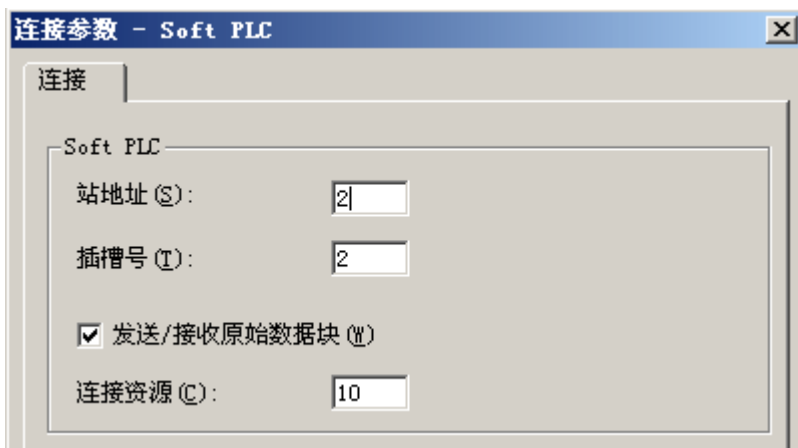 连接参数 - Soft PLC
连接
Soft PLC
站地址(S): 2
插槽号(T): 2
发送/接收原始数据块(W)
连接资源(C): 10